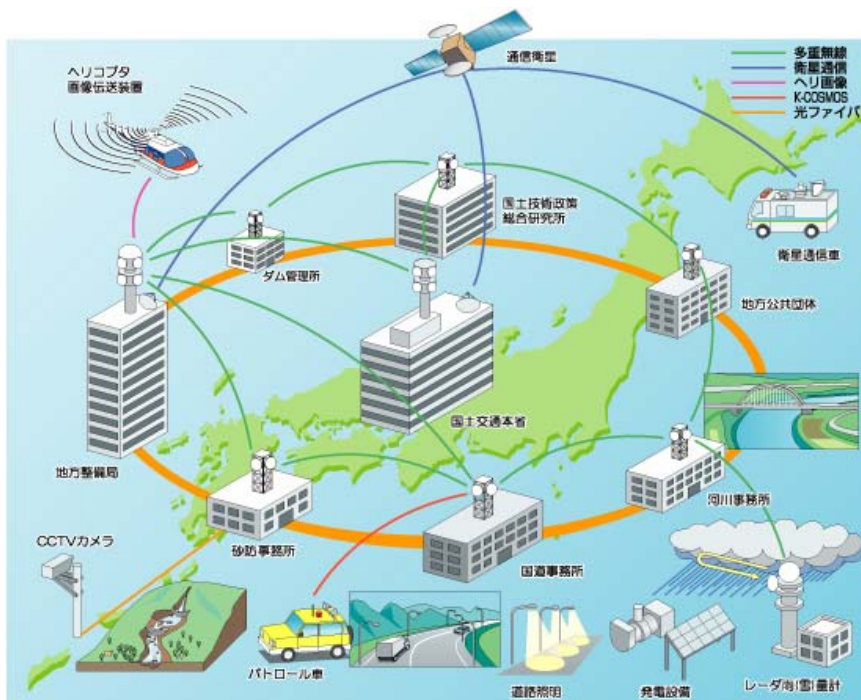 通信衛星
多重無線
衛星通信
ヘリ画像
K-COSMOS
光ファイバ
ヘリコプタ
画像伝送装置
国土技術政策
総合研究所
衛星通信車
ダム管理所
地方公共団体
国土交通本省
地方整備局
河川事務所
CCTVカメラ
砂防事務所
国道事務所
パトロール車
道路照明
発電設備
レーダ雨(雪)量計